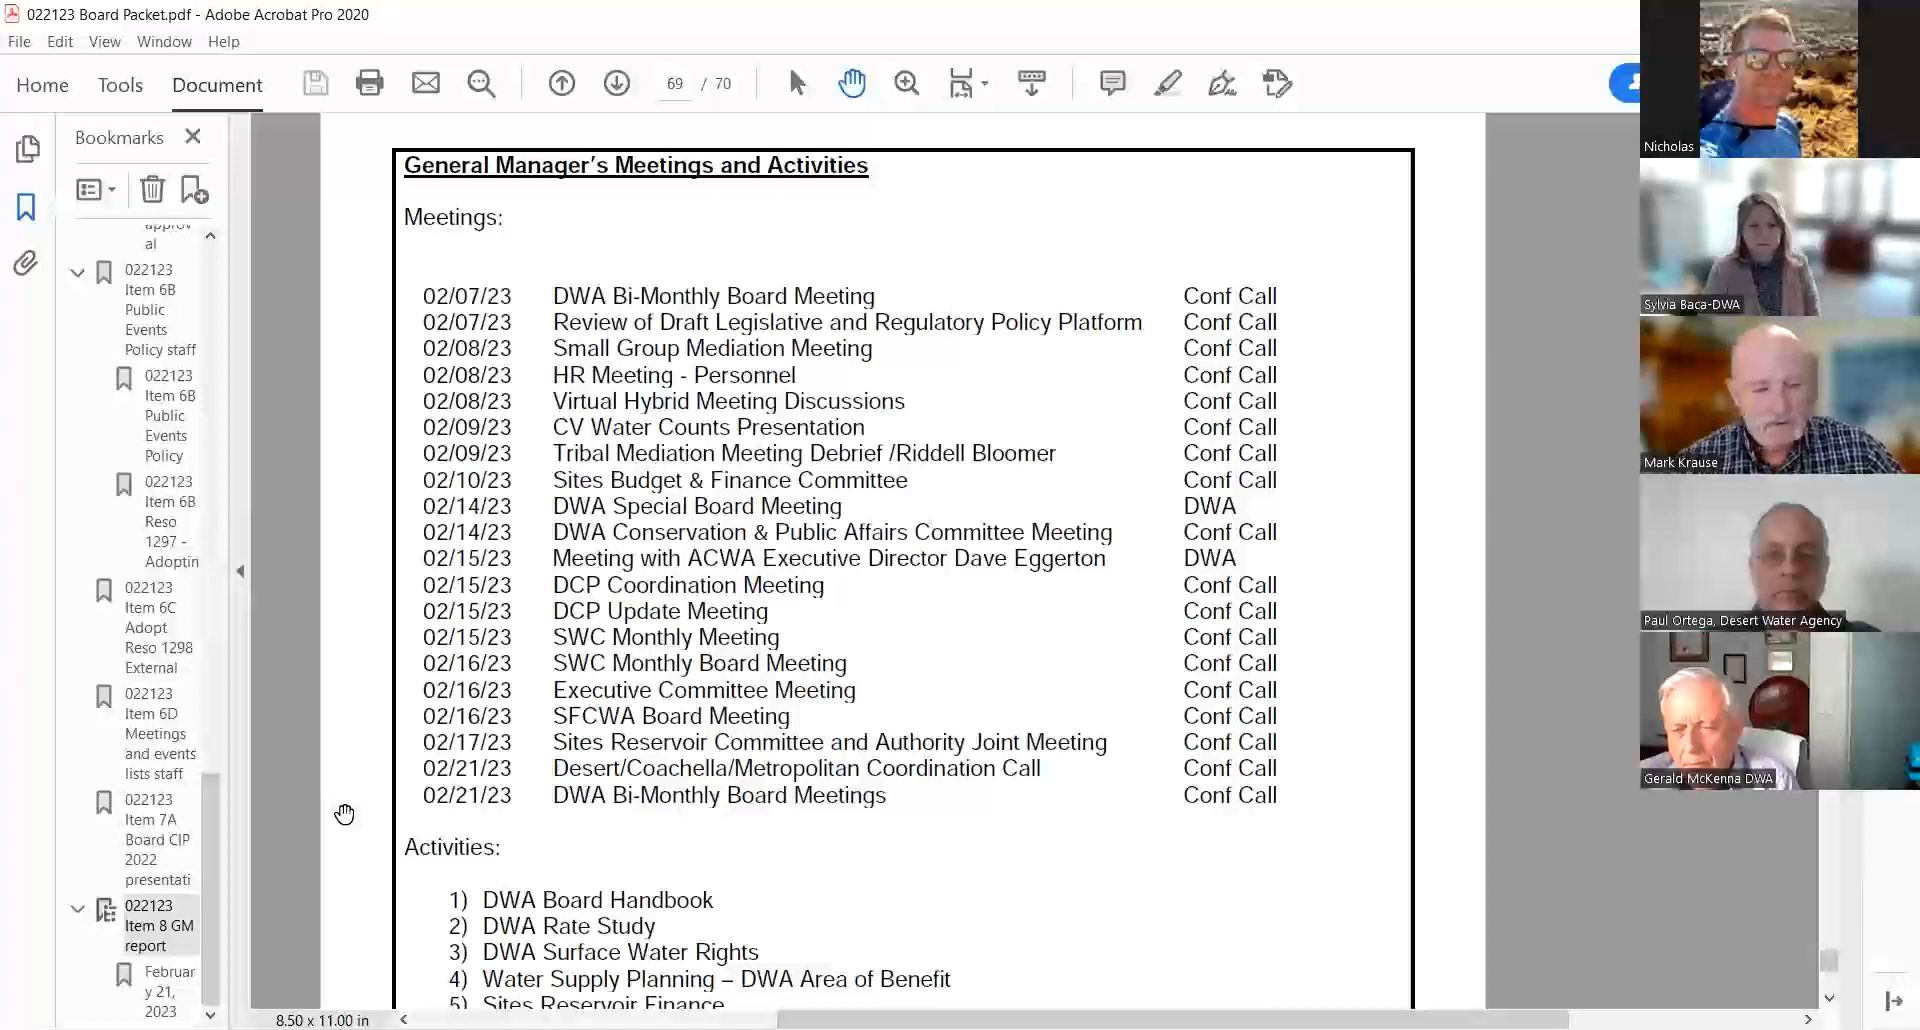 022123 Board Packet.pdf - Adobe Acrobat Pro 2020
File Edit View Window Help
Home Tools Document 69 / 70
Bookmarks
al
022123
Item 6B
Public
Events
Policy staff
022123
Item 6B
Public
Events
Policy
022123
Item 6B
Reso
1297 -
Adoptin
022123
Item 6C
Adopt
Reso 1298
External
022123
Item 6D
Meetings
and events
lists staff
022123
Item 7A
Board CIP
2022
presentati
022123
Item 8 GM
report
Februar
y 21,
2023
General Manager's Meetings and Activities
Meetings:
02/07/23 DWA Bi-Monthly Board Meeting Conf Call
02/07/23 Review of Draft Legislative and Regulatory Policy Platform Conf Call
02/08/23 Small Group Mediation Meeting Conf Call
02/08/23 HR Meeting - Personnel Conf Call
02/08/23 Virtual Hybrid Meeting Discussions Conf Call
02/09/23 CV Water Counts Presentation Conf Call
02/09/23 Tribal Mediation Meeting Debrief /Riddell Bloomer Conf Call
02/10/23 Sites Budget & Finance Committee Conf Call
02/14/23 DWA Special Board Meeting DWA
02/14/23 DWA Conservation & Public Affairs Committee Meeting Conf Call
02/15/23 Meeting with ACWA Executive Director Dave Eggerton DWA
02/15/23 DCP Coordination Meeting Conf Call
02/15/23 DCP Update Meeting Conf Call
02/15/23 SWC Monthly Meeting Conf Call
02/16/23 SWC Monthly Board Meeting Conf Call
02/16/23 Executive Committee Meeting Conf Call
02/16/23 SFCWA Board Meeting Conf Call
02/17/23 Sites Reservoir Committee and Authority Joint Meeting Conf Call
02/21/23 Desert/Coachella/Metropolitan Coordination Call Conf Call
02/21/23 DWA Bi-Monthly Board Meetings Conf Call
Activities:
1) DWA Board Handbook
2) DWA Rate Study
3) DWA Surface Water Rights
4) Water Supply Planning – DWA Area of Benefit
5) Sites Reservoir Finance
8.50 x 11.00 in
Nicholas
Sylvia Baca-DWA
Mark Krause
Paul Ortega, Desert Water Agency
Gerald McKenna DWA